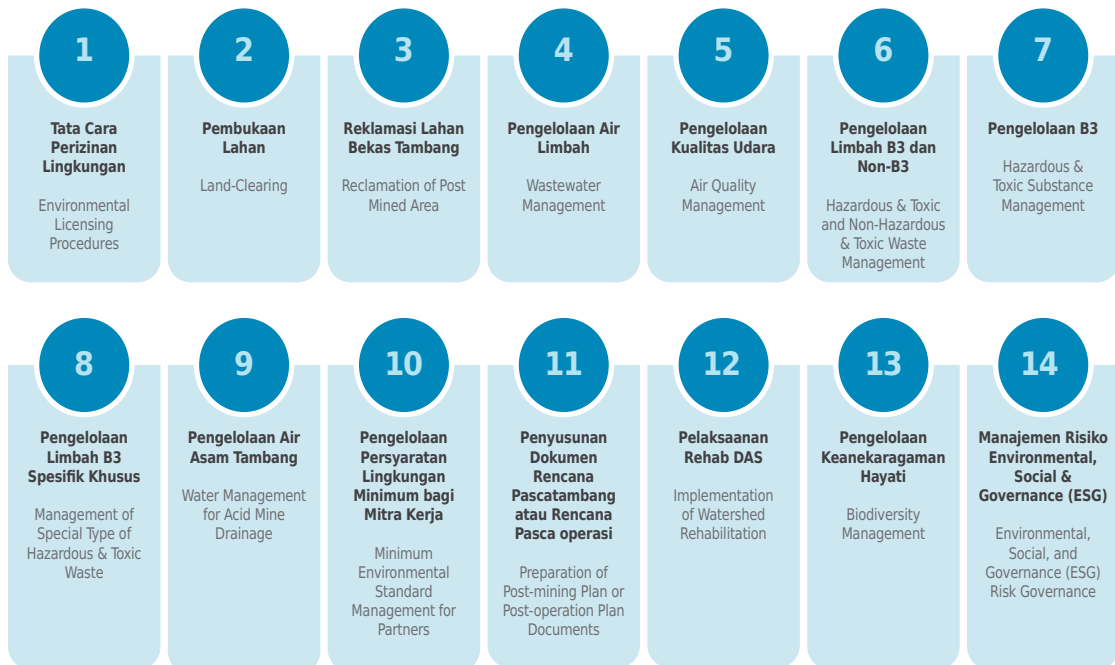 1
Tata Cara
Perizinan
Lingkungan
Environmental
Licensing
Procedures
2
Pembukaan
Lahan
Land-Clearing
3
Reklamasi Lahan
Bekas Tambang
Reclamation of Post
Mined Area
4
Pengelolaan Air
Limbah
Wastewater
Management
5
Pengelolaan
Kualitas Udara
Air Quality
Management
6
Pengelolaan
Limbah B3 dan
Non-B3
Hazardous & Toxic
and Non-Hazardous
& Toxic Waste
Management
7
Pengelolaan B3
Hazardous &
Toxic Substance
Management
8
Pengelolaan
Limbah B3
Spesifik Khusus
Management of
Special Type of
Hazardous & Toxic
Waste
9
Pengelolaan Air
Asam Tambang
Water Management
for Acid Mine
Drainage
10
Pengelolaan
Persyaratan
Lingkungan
Minimum bagi
Mitra Kerja
Minimum
Environmental
Standard
Management for
Partners
11
Penyusunan
Dokumen
Rencana
Pascatambang
atau Rencana
Pasca operasi
Preparation of
Post-mining Plan or
Post-operation Plan
Documents
12
Pelaksanaan
Rehab DAS
Implementation
of Watershed
Rehabilitation
13
Pengelolaan
Keanekaragaman
Hayati
Biodiversity
Management
14
Manajemen Risiko
Environmental,
Social &
Governance (ESG)
Environmental,
Social, and
Governance (ESG)
Risk Governance